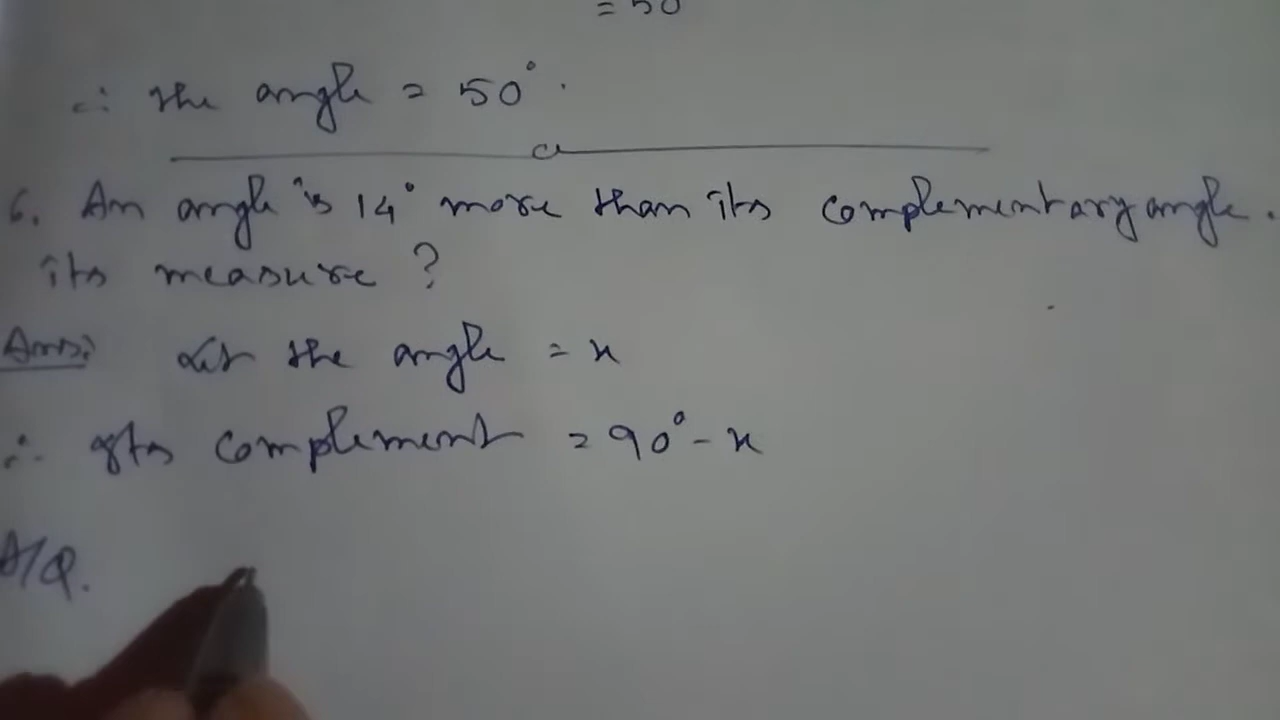 = 50
∴ the angle = 50°.
6. An angle is 14° more than its complementary angle.
its measure?
Ans: Let the angle = x
∴ Its complement = 90° - x
A/Q.